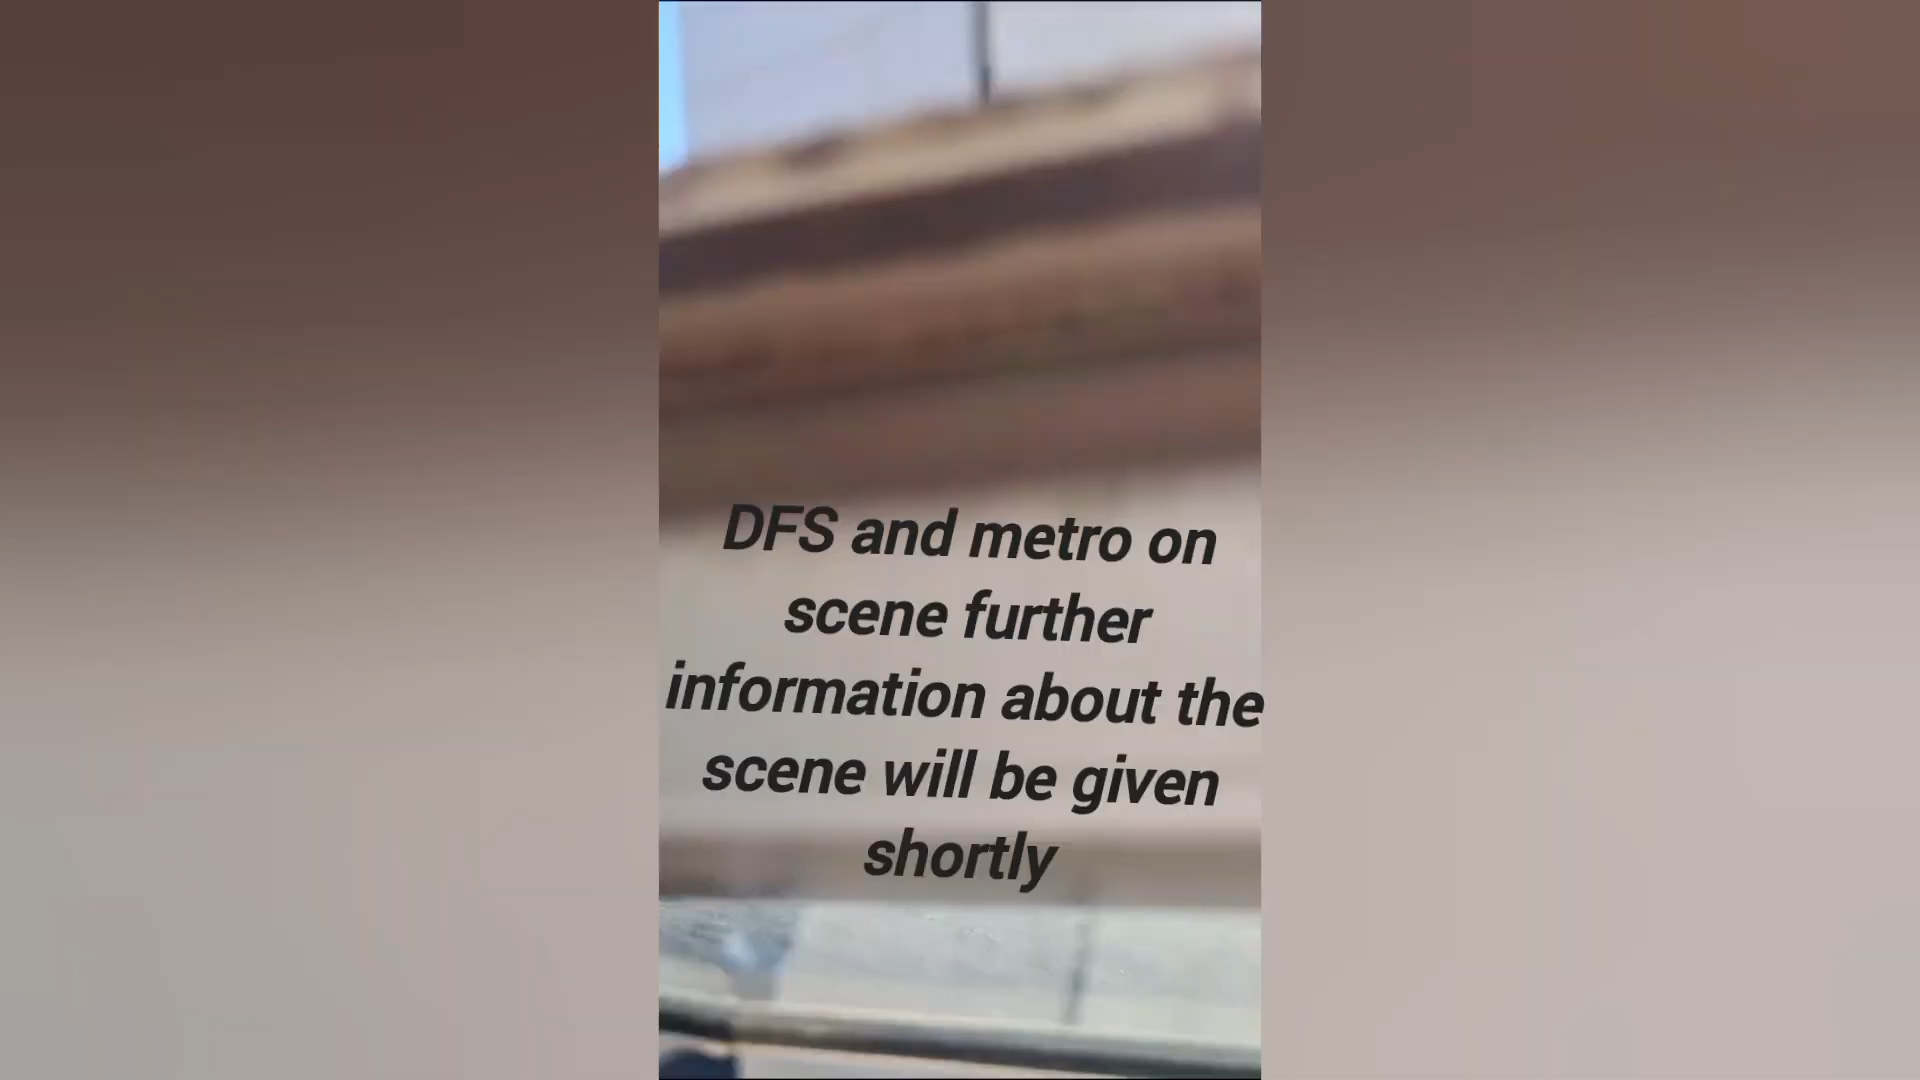 DFS and metro on
scene further
information about the
scene will be given
shortly